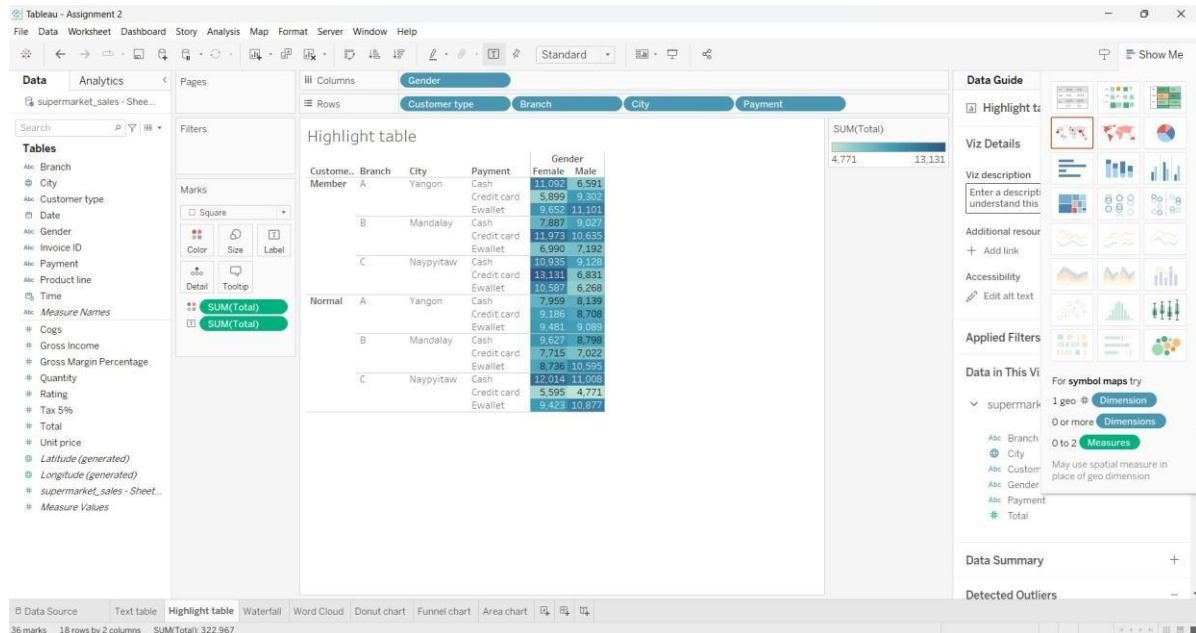 Tableau - Assignment 2
File Data Worksheet Dashboard Story Analysis Map Format Server Window Help
Standard
Show Me
Data Analytics
supermarket_sales - Shee...
Search
Tables
Abc Branch
City
Abc Customer type
Date
Abc Gender
Abc Invoice ID
Abc Payment
Abc Product line
Time
Abc Measure Names
# Cogs
# Gross Income
# Gross Margin Percentage
# Quantity
# Rating
# Tax 5%
# Total
# Unit price
Latitude (generated)
Longitude (generated)
# supermarket_sales - Sheet...
# Measure Values
Pages
Filters
Marks
Square
Color Size Label
Detail Tooltip
SUM(Total)
SUM(Total)
Columns Gender
Rows Customer type Branch City Payment
Highlight table
Gender
Custome.. Branch City Payment Female Male
Member A Yangon Cash 11,092 6,591
Credit card 5,899 9,302
Ewallet 9,652 11,101
B Mandalay Cash 7,887 9,027
Credit card 11,973 10,635
Ewallet 6,990 7,192
C Naypyitaw Cash 10,935 9,128
Credit card 13,131 6,831
Ewallet 10,587 6,268
Normal A Yangon Cash 7,959 8,139
Credit card 9,186 8,708
Ewallet 9,481 9,089
B Mandalay Cash 9,627 8,798
Credit card 7,715 7,022
Ewallet 8,736 10,595
C Naypyitaw Cash 12,014 11,008
Credit card 5,595 4,771
Ewallet 9,423 10,877
SUM(Total)
4,771 13,131
Data Guide
Highlight ta
Viz Details
Viz description
Enter a descripti
understand this
Additional resour
+ Add link
Accessibility
Edit alt text
Applied Filters
Data in This Vi
supermark
Abc Branch
City
Abc Custom
Abc Gender
Abc Payment
# Total
Data Summary +
Detected Outliers −
For symbol maps try
1 geo Dimension
0 or more Dimensions
0 to 2 Measures
May use spatial measure in
place of geo dimension
Data Source Text table Highlight table Waterfall Word Cloud Donut chart Funnel chart Area chart
36 marks 18 rows by 2 columns SUM(Total): 322,967